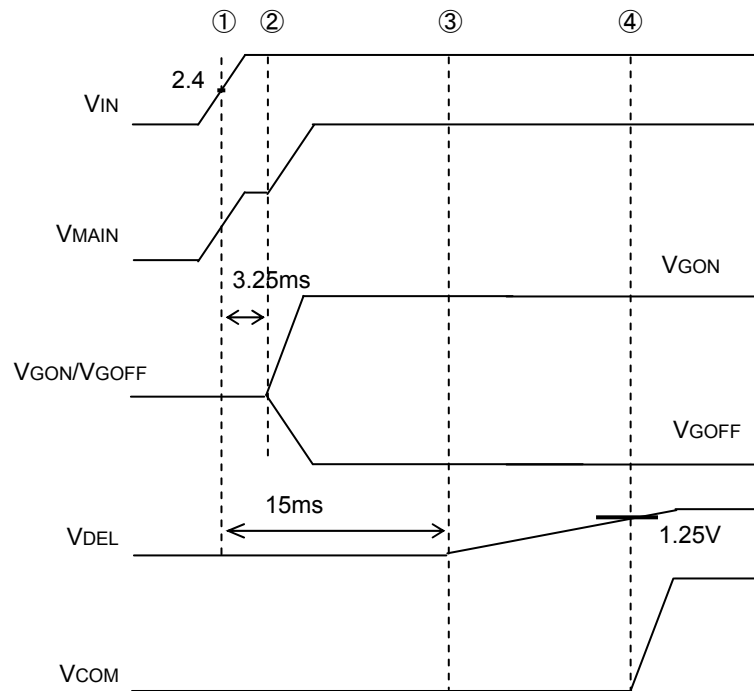 ① ② ③ ④
2.4
VIN
VMAIN
VGON
3.25ms
VGON/VGOFF
VGOFF
15ms
VDEL
1.25V
VCOM